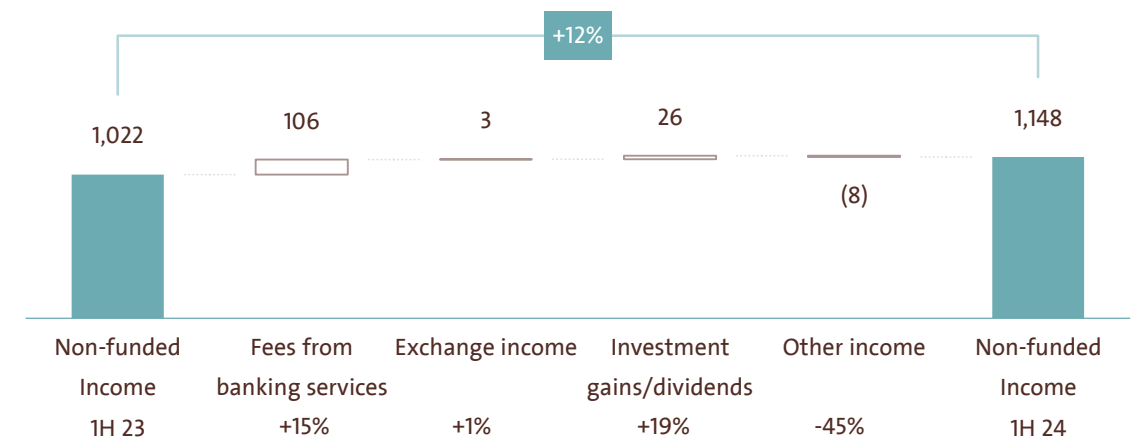 +12%
1,022
106
3
26
(8)
1,148
Non-funded
Income
1H 23
Fees from
banking services
+15%
Exchange income
+1%
Investment
gains/dividends
+19%
Other income
-45%
Non-funded
Income
1H 24